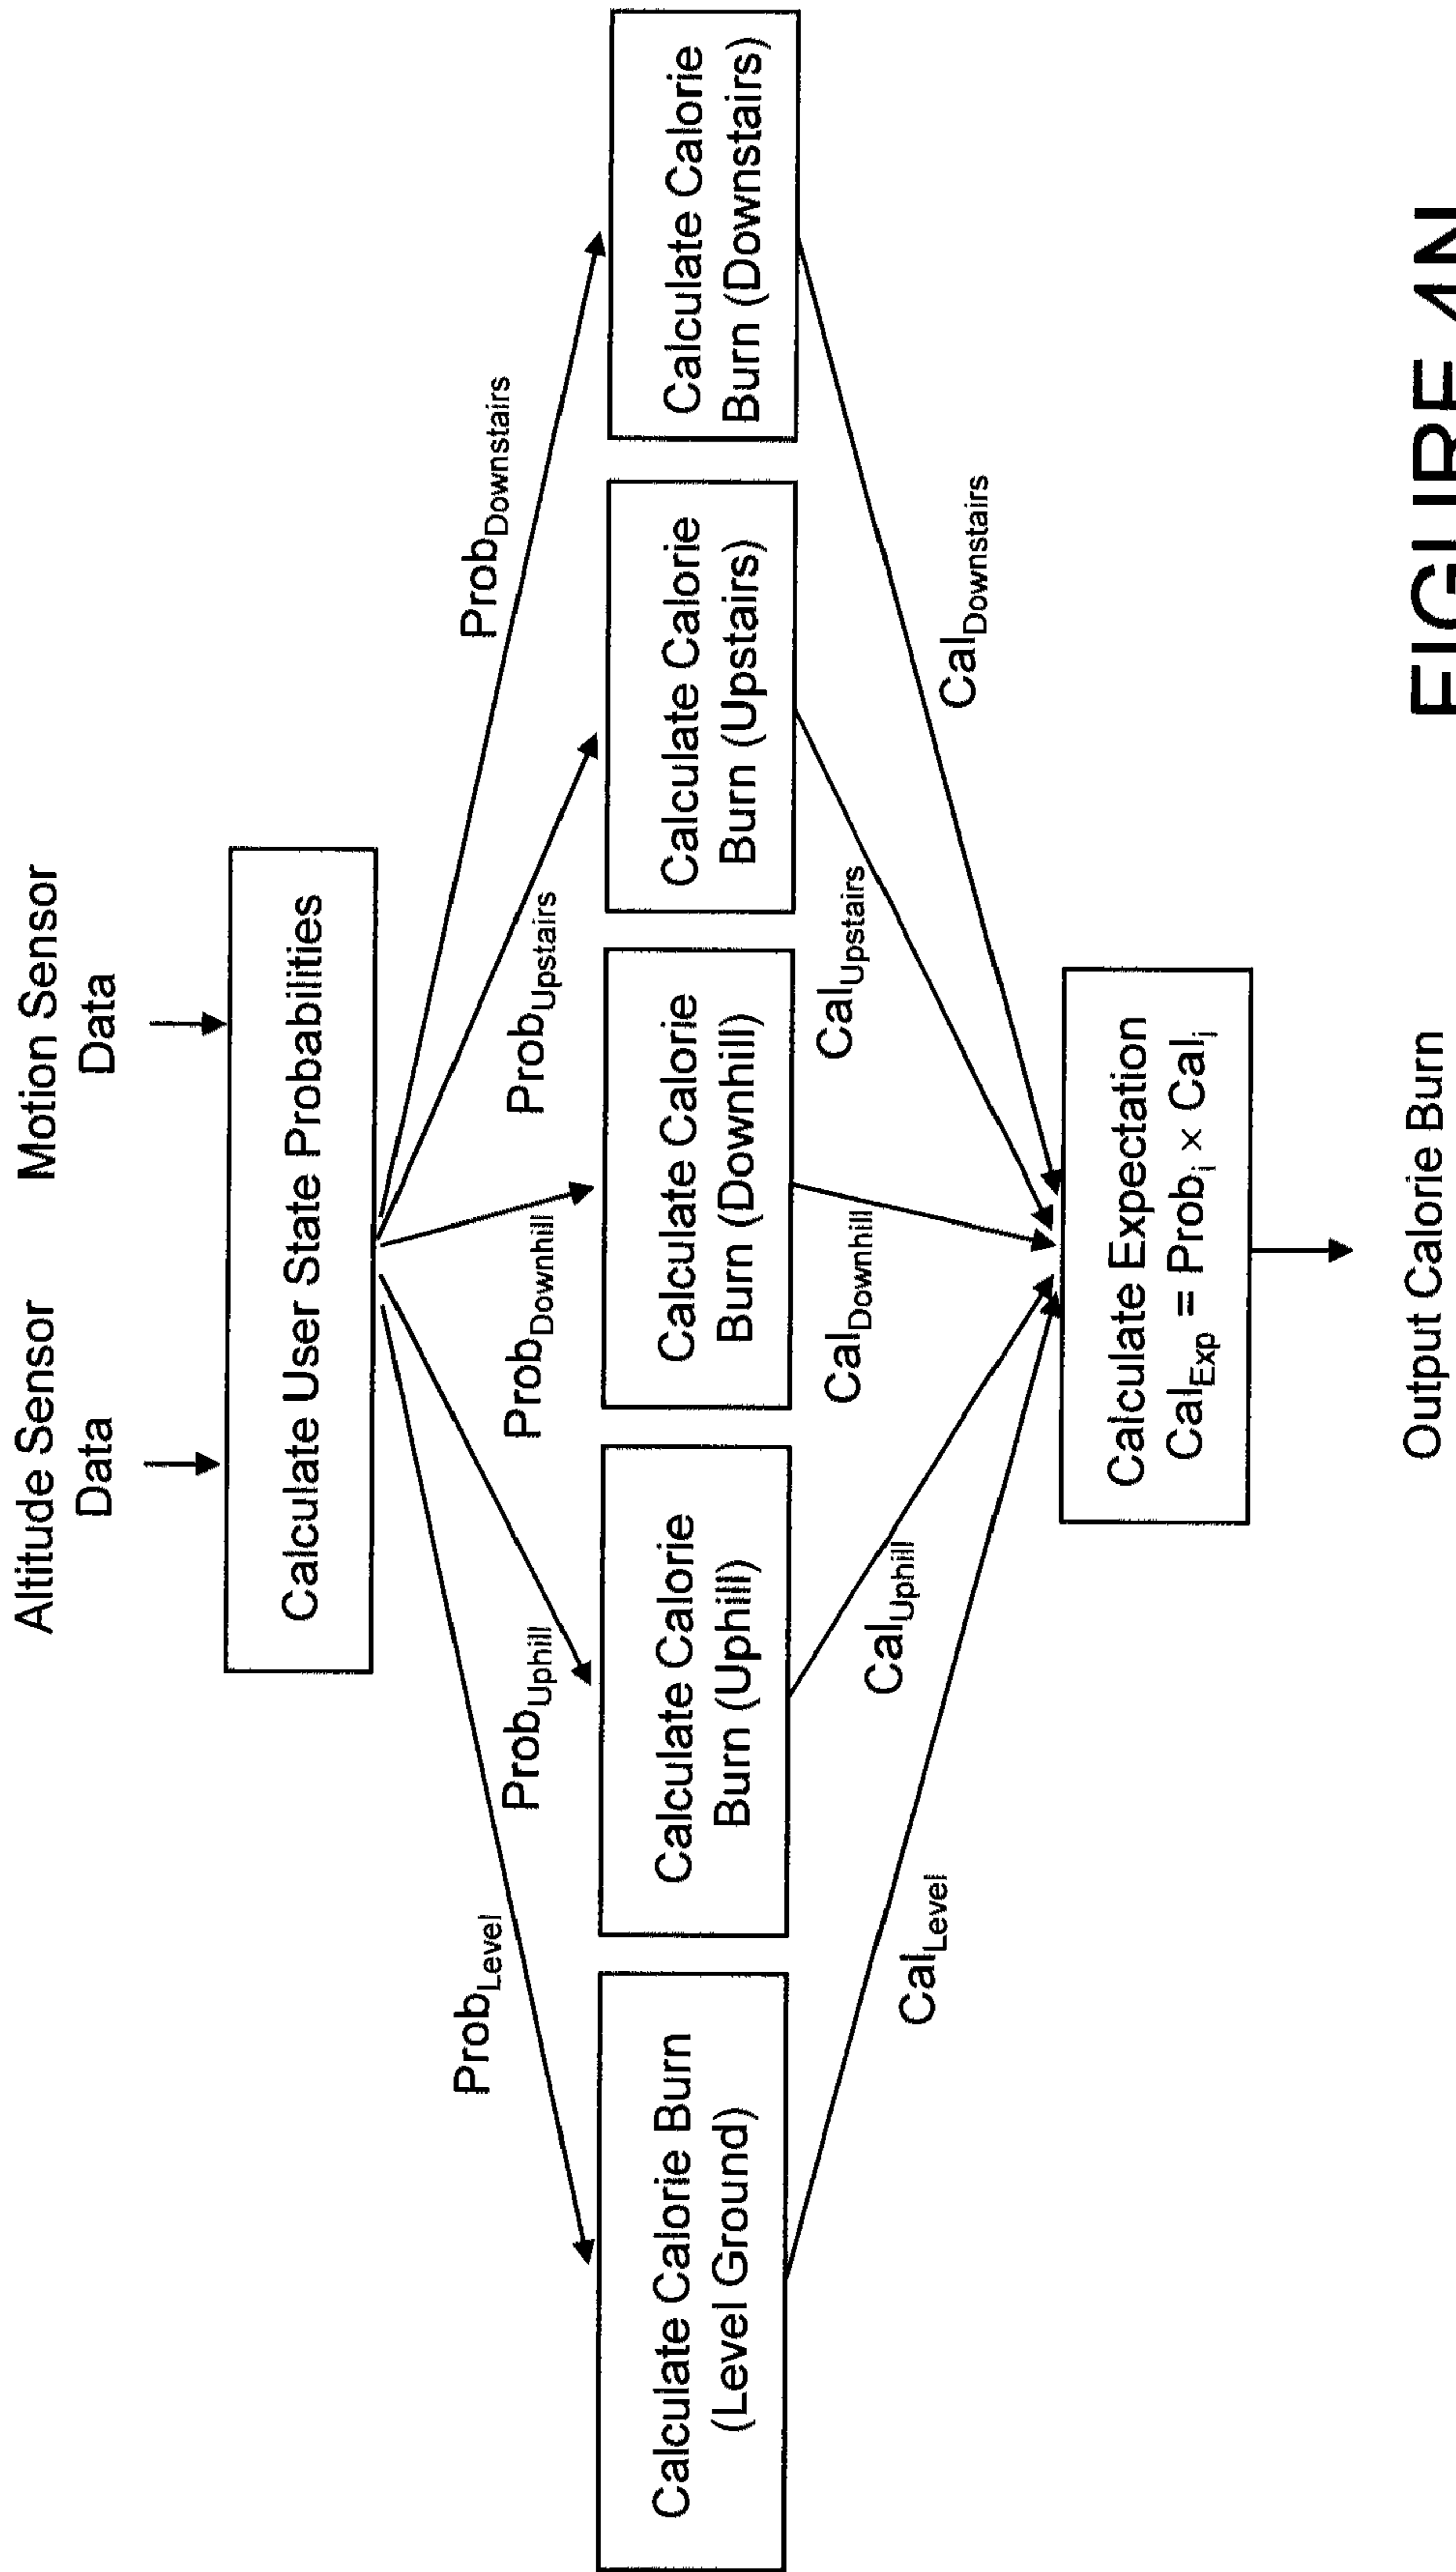 Altitude Sensor
Data
Motion Sensor
Data
Calculate User State Probabilities
Prob_Level
Prob_Uphill
Prob_Downhill
Prob_Upstairs
Prob_Downstairs
Calculate Calorie Burn
(Level Ground)
Calculate Calorie
Burn (Uphill)
Calculate Calorie
Burn (Downhill)
Calculate Calorie
Burn (Upstairs)
Calculate Calorie
Burn (Downstairs)
Cal_Level
Cal_Uphill
Cal_Downhill
Cal_Upstairs
Cal_Downstairs
Calculate Expectation
Cal_Exp = Prob_i × Cal_i
Output Calorie Burn
FIGURE 4N